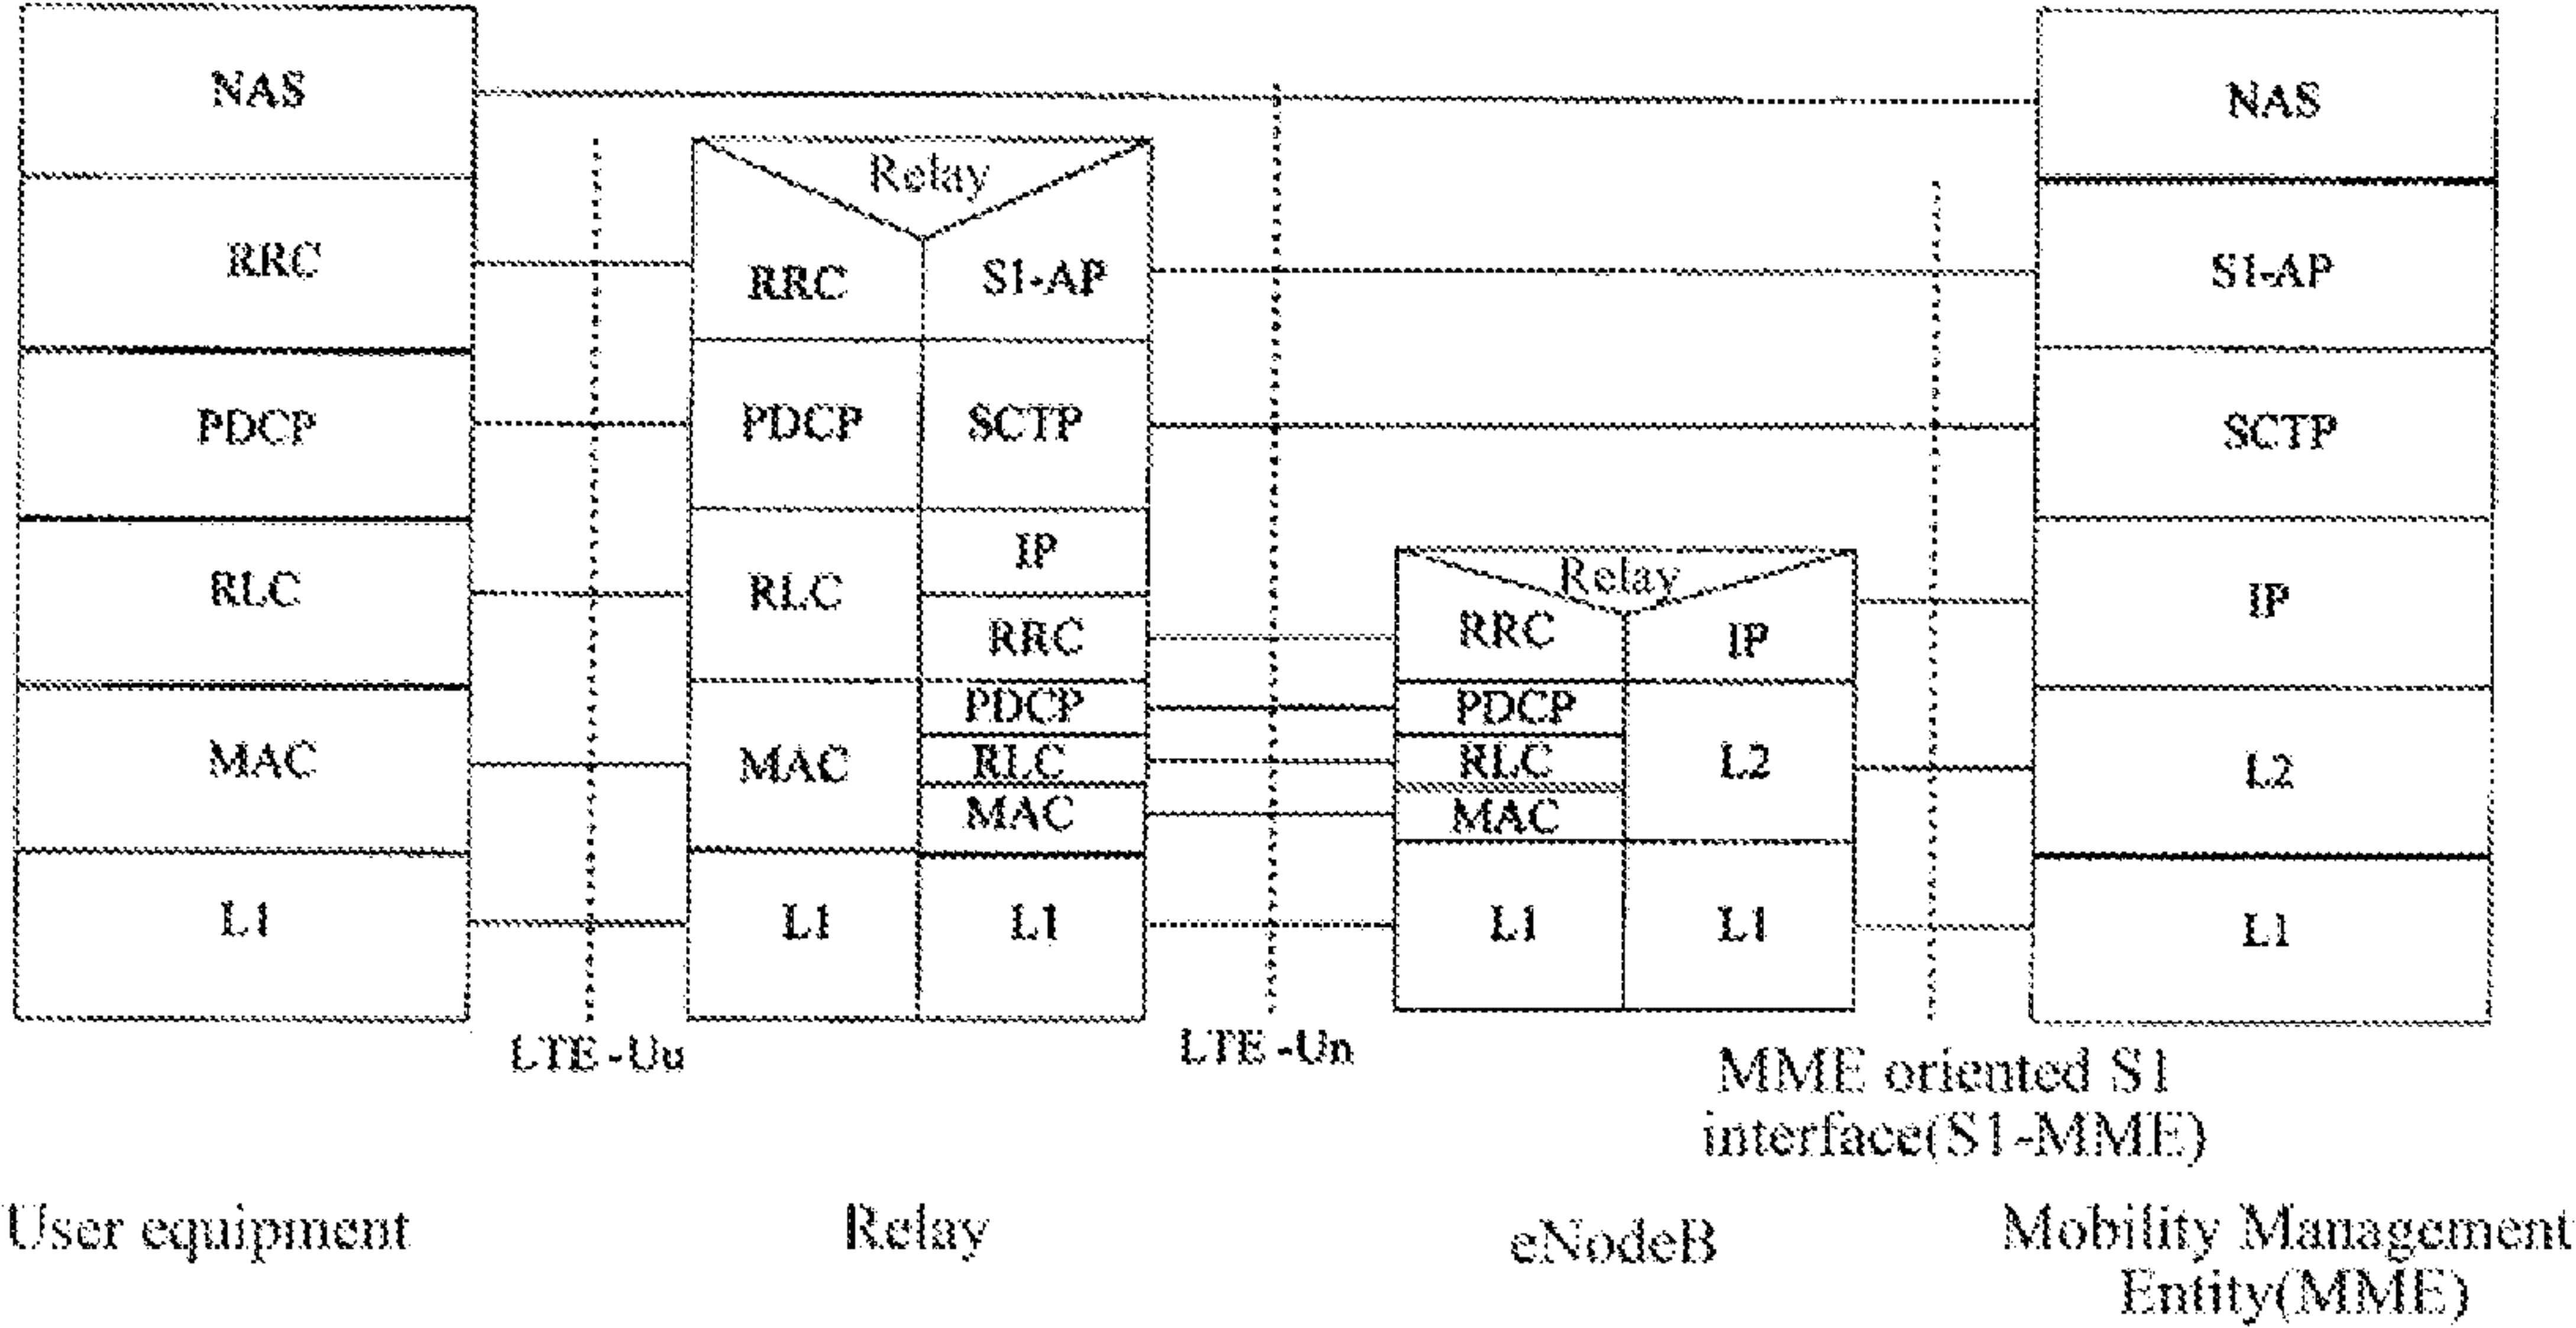 NAS
RRC
PDCP
RLC
MAC
L1
LTE-Uu
Relay
RRC
S1-AP
PDCP
SCTP
RLC
IP
RRC
MAC
PDCP
RLC
MAC
L1
L1
LTE-Un
Relay
RRC
IP
PDCP
RLC
MAC
L2
L1
L1
MME oriented S1
interface(S1-MME)
NAS
S1-AP
SCTP
IP
L2
L1
User equipment
Relay
eNodeB
Mobility Management
Entity(MME)